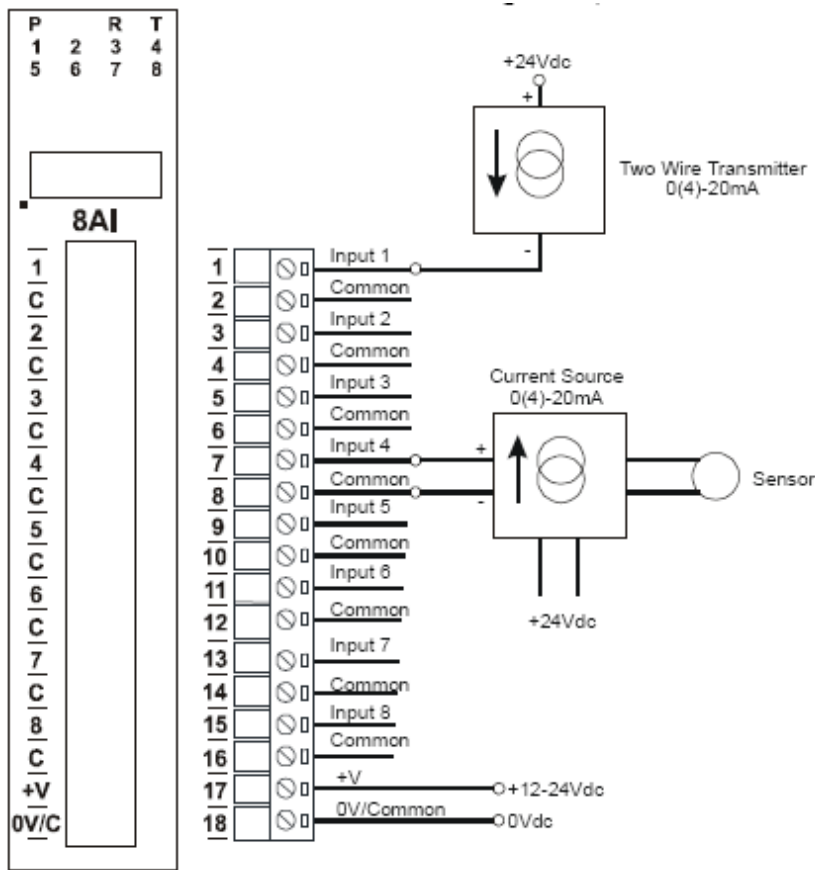 P R T
1 2 3 4
5 6 7 8
8AI
1
C
2
C
3
C
4
C
5
C
6
C
7
C
8
C
+V
0V/C
1 Input 1
2 Common
3 Input 2
4 Common
5 Input 3
6 Common
7 Input 4
8 Common
9 Input 5
10 Common
11 Input 6
12 Common
13 Input 7
14 Common
15 Input 8
16 Common
17 +V +12-24Vdc
18 0V/Common 0Vdc
+24Vdc
+
-
Two Wire Transmitter
0(4)-20mA
Current Source
0(4)-20mA
+
-
Sensor
+24Vdc